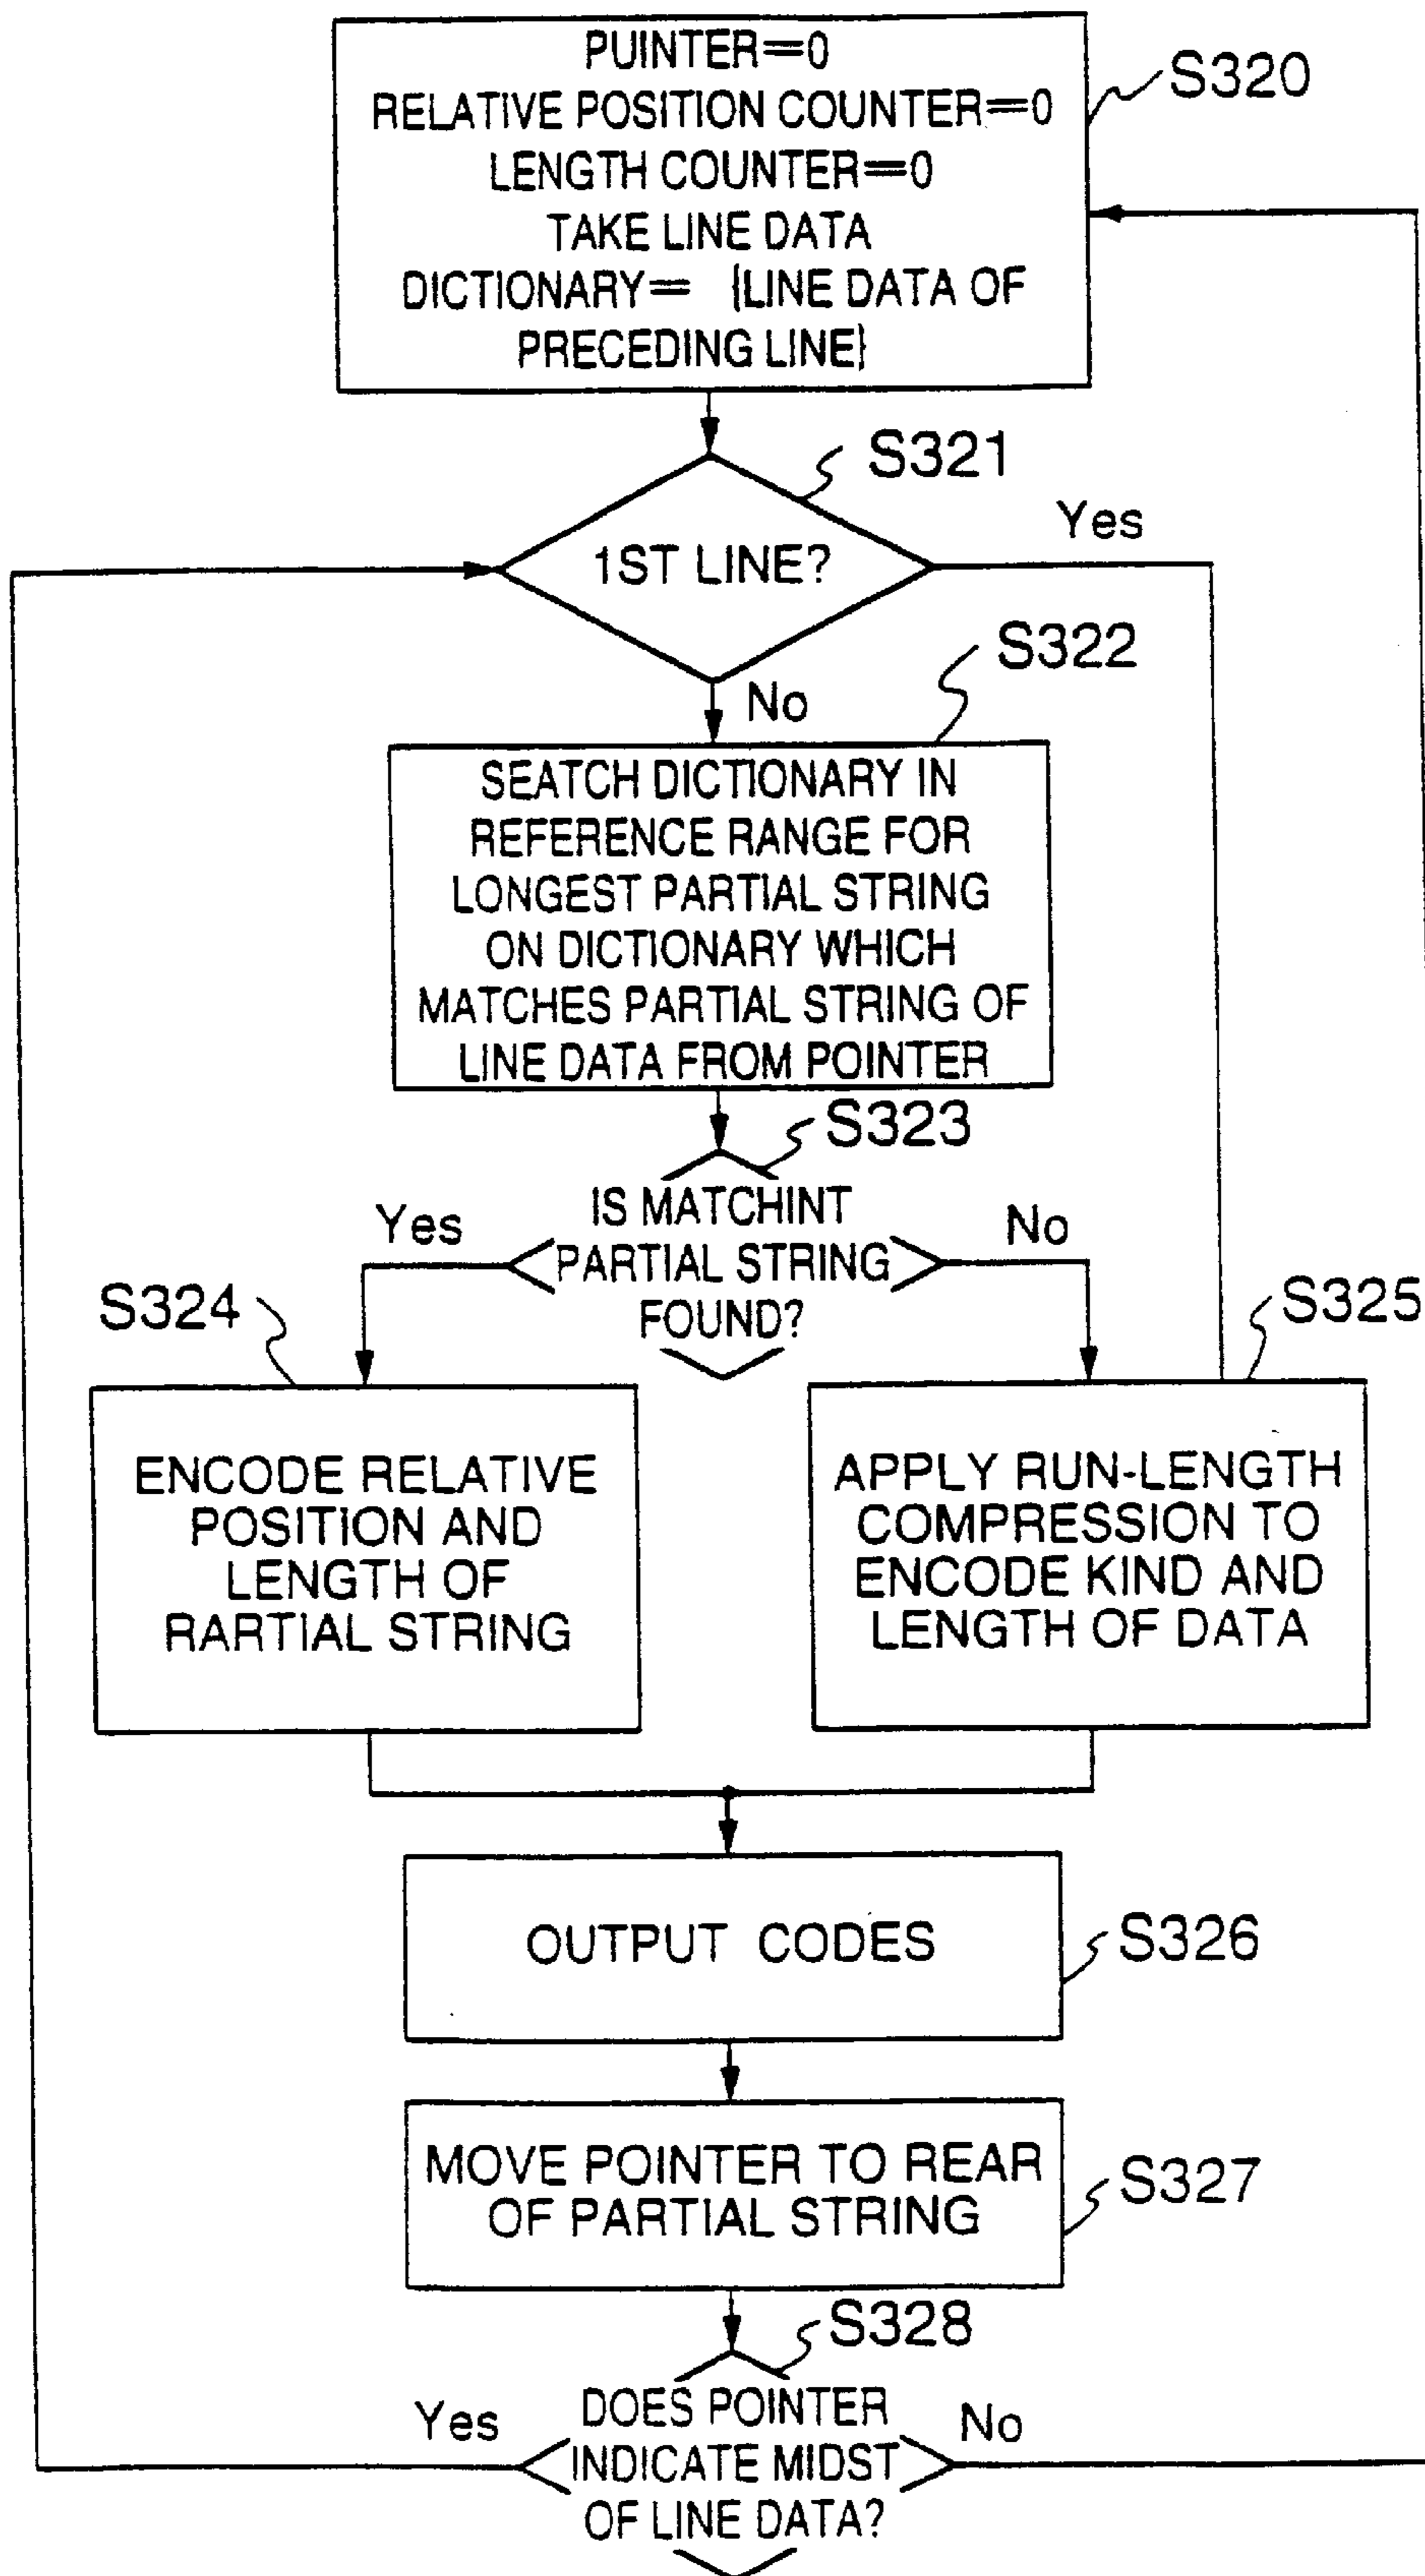 PUINTER=0
RELATIVE POSITION COUNTER=0
LENGTH COUNTER=0
TAKE LINE DATA
DICTIONARY= {LINE DATA OF
PRECEDING LINE}
S320
S321
1ST LINE?
Yes
S322
No
SEATCH DICTIONARY IN
REFERENCE RANGE FOR
LONGEST PARTIAL STRING
ON DICTIONARY WHICH
MATCHES PARTIAL STRING OF
LINE DATA FROM POINTER
S323
IS MATCHINT
PARTIAL STRING
FOUND?
Yes
No
S324
S325
ENCODE RELATIVE
POSITION AND
LENGTH OF
RARTIAL STRING
APPLY RUN-LENGTH
COMPRESSION TO
ENCODE KIND AND
LENGTH OF DATA
OUTPUT CODES
S326
MOVE POINTER TO REAR
OF PARTIAL STRING
S327
S328
DOES POINTER
INDICATE MIDST
OF LINE DATA?
Yes
No